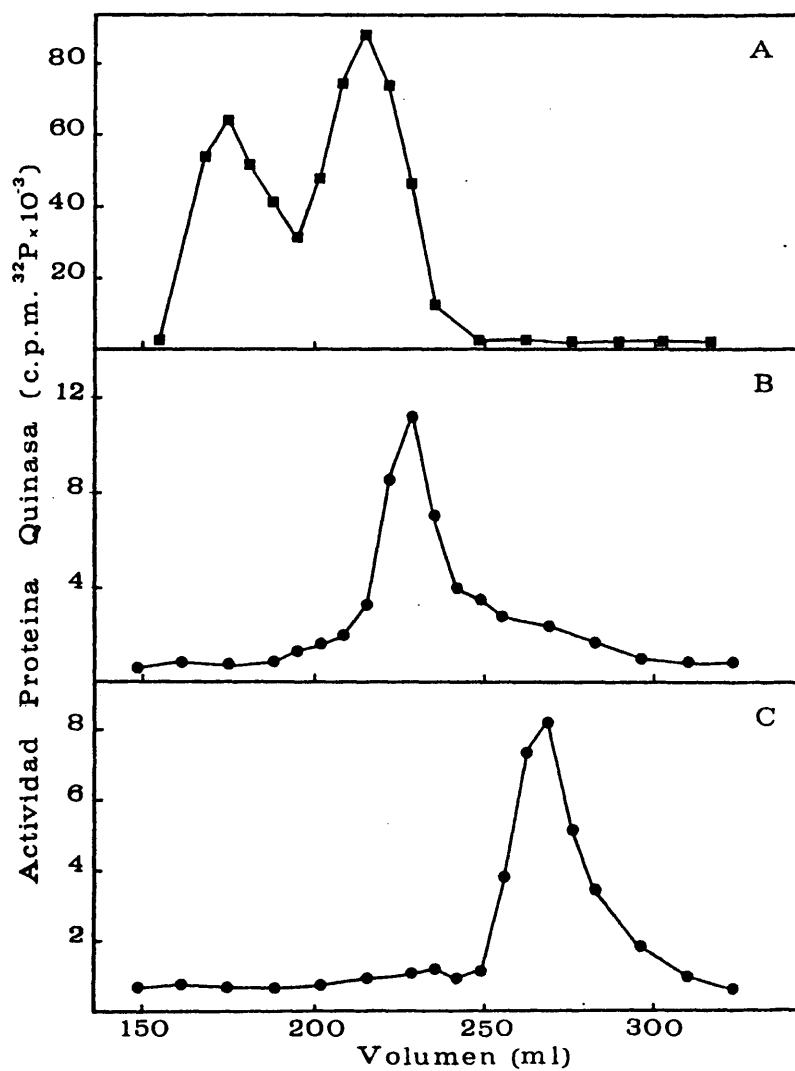 Actividad Proteina Quinasa (c.p.m. ³²P×10⁻³)
A
80
60
40
20
B
12
8
4
C
8
6
4
2
150 200 250 300
Volumen (ml)